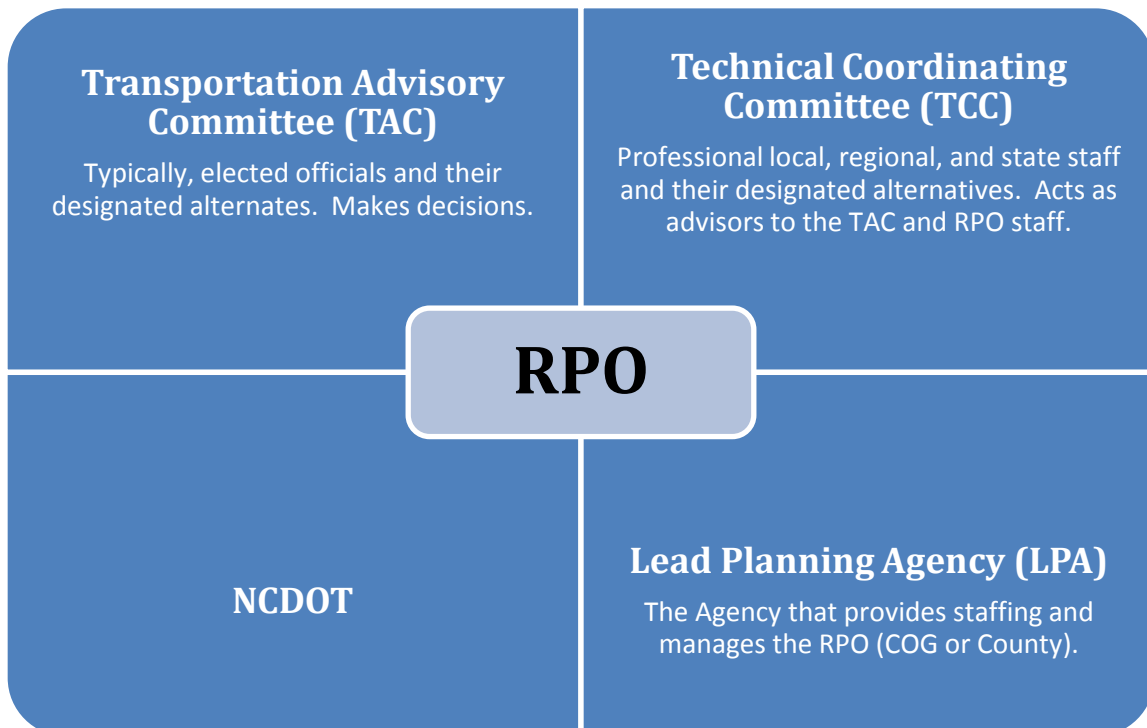 Transportation Advisory
Committee (TAC)
Typically, elected officials and their
designated alternates.  Makes decisions.
Technical Coordinating
Committee (TCC)
Professional local, regional, and state staff
and their designated alternatives.  Acts as
advisors to the TAC and RPO staff.
RPO
NCDOT
Lead Planning Agency (LPA)
The Agency that provides staffing and
manages the RPO (COG or County).